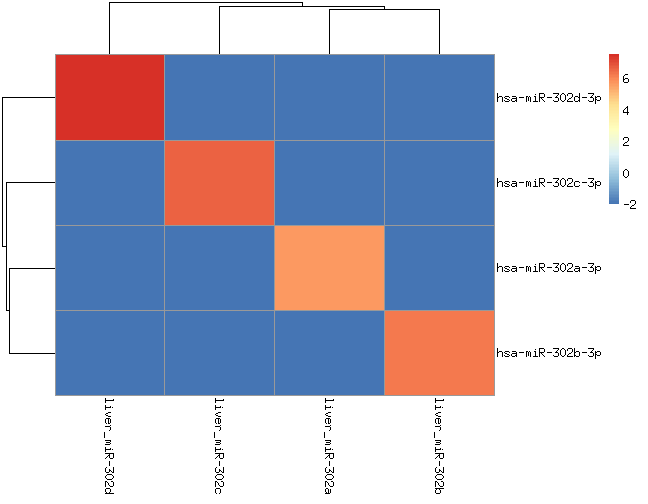 hsa-miR-302d-3p
hsa-miR-302c-3p
hsa-miR-302a-3p
hsa-miR-302b-3p
6
4
2
0
-2
liver_miR-302d
liver_miR-302c
liver_miR-302a
liver_miR-302b